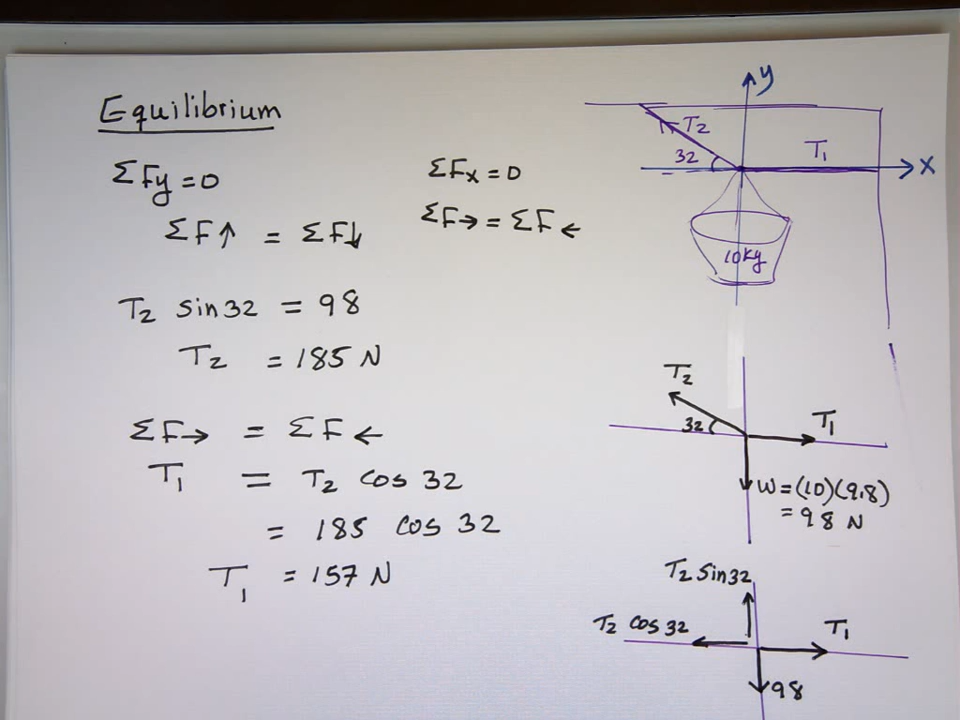 Equilibrium
ΣFy = 0
ΣFx = 0
ΣF↑ = ΣF↓
ΣF→ = ΣF←
T2 sin32 = 98
T2 = 185 N
ΣF→ = ΣF←
T1 = T2 cos 32
= 185 cos 32
T1 = 157 N
y
T2
32
T1
x
10kg
T2
32
T1
W = (10)(9.8)
= 98 N
T2 Sin32
T2 cos 32
T1
98